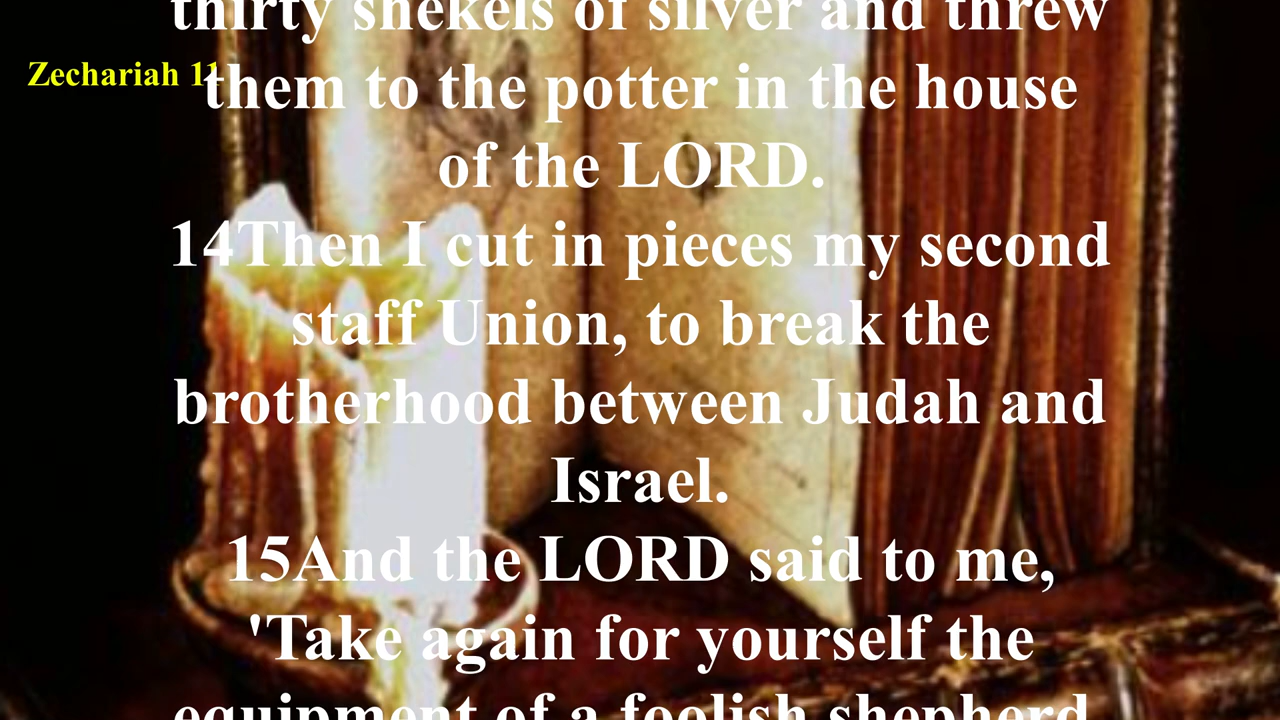 thirty shekels of silver and threw
Zechariah 11
them to the potter in the house
of the LORD.
14Then I cut in pieces my second
staff Union, to break the
brotherhood between Judah and
Israel.
15And the LORD said to me,
'Take again for yourself the
equipment of a foolish shepherd